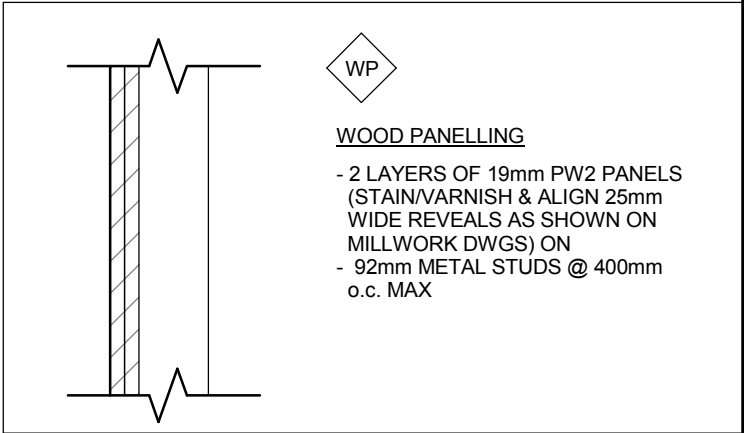 WP
WOOD PANELLING
- 2 LAYERS OF 19mm PW2 PANELS
(STAIN/VARNISH & ALIGN 25mm
WIDE REVEALS AS SHOWN ON
MILLWORK DWGS) ON
- 92mm METAL STUDS @ 400mm
o.c. MAX